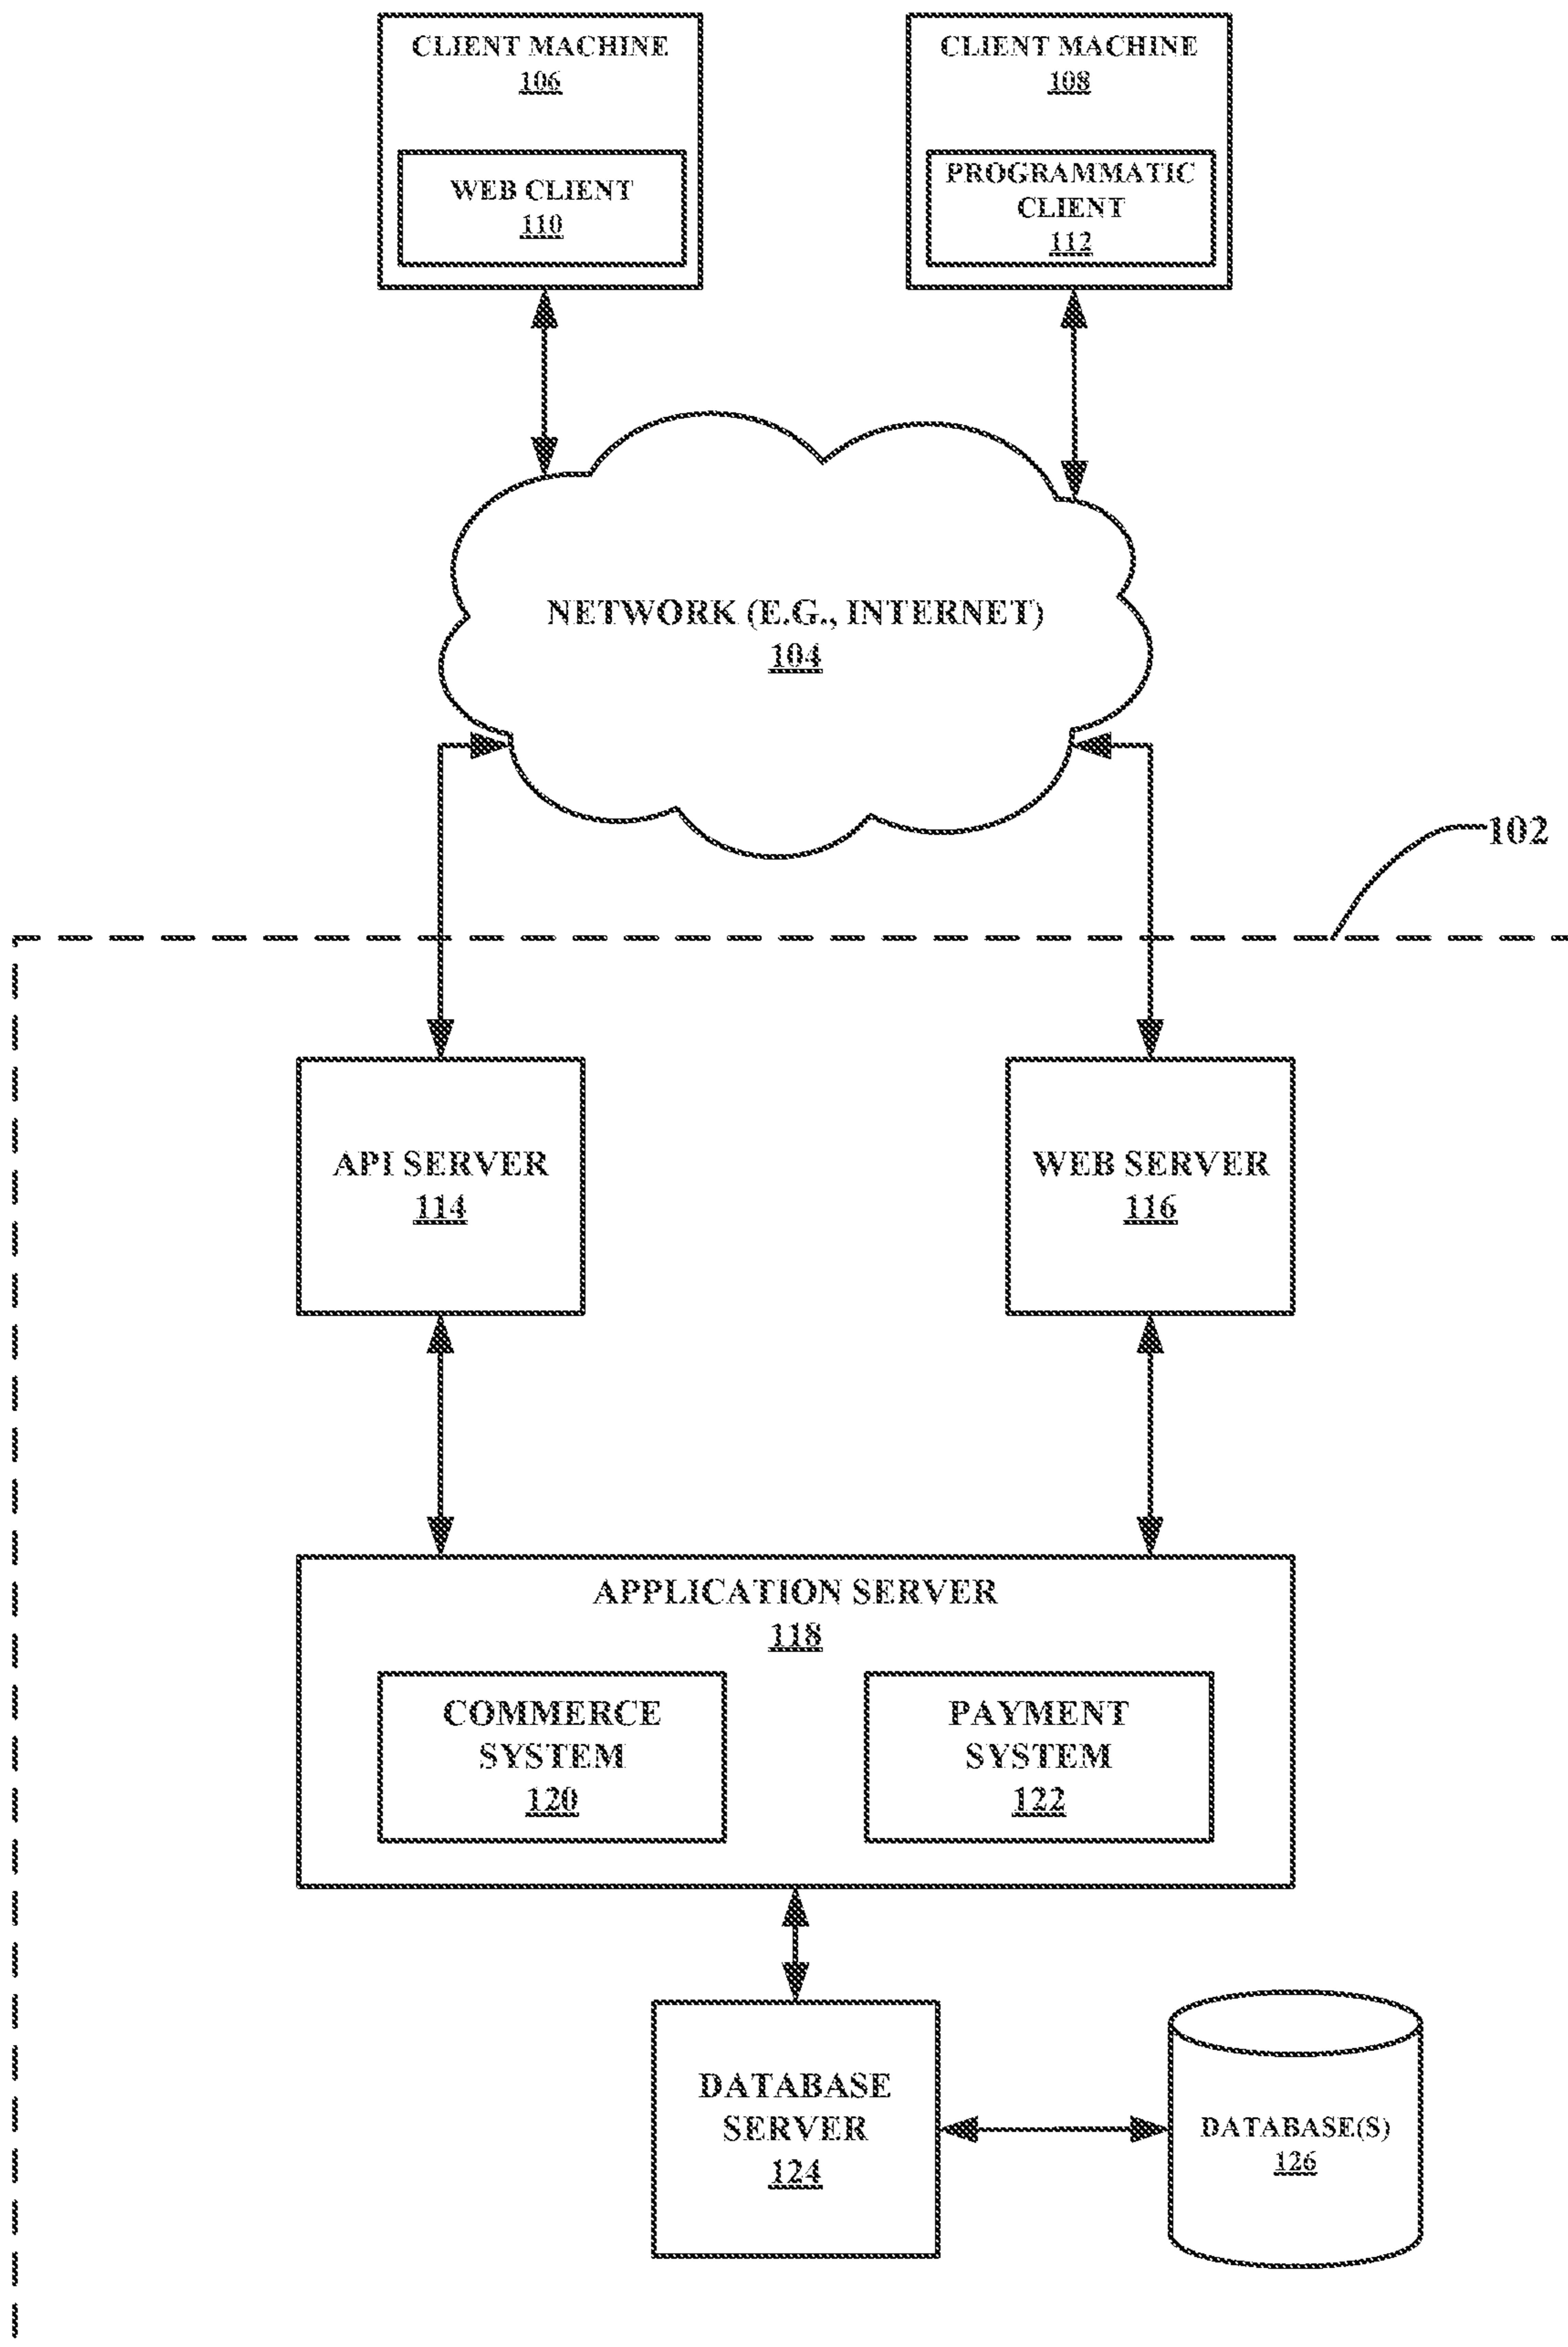 CLIENT MACHINE
106
WEB CLIENT
110
CLIENT MACHINE
108
PROGRAMMATIC
CLIENT
112
NETWORK (E.G., INTERNET)
104
102
API SERVER
114
WEB SERVER
116
APPLICATION SERVER
118
COMMERCE
SYSTEM
120
PAYMENT
SYSTEM
122
DATABASE
SERVER
124
DATABASE(S)
126